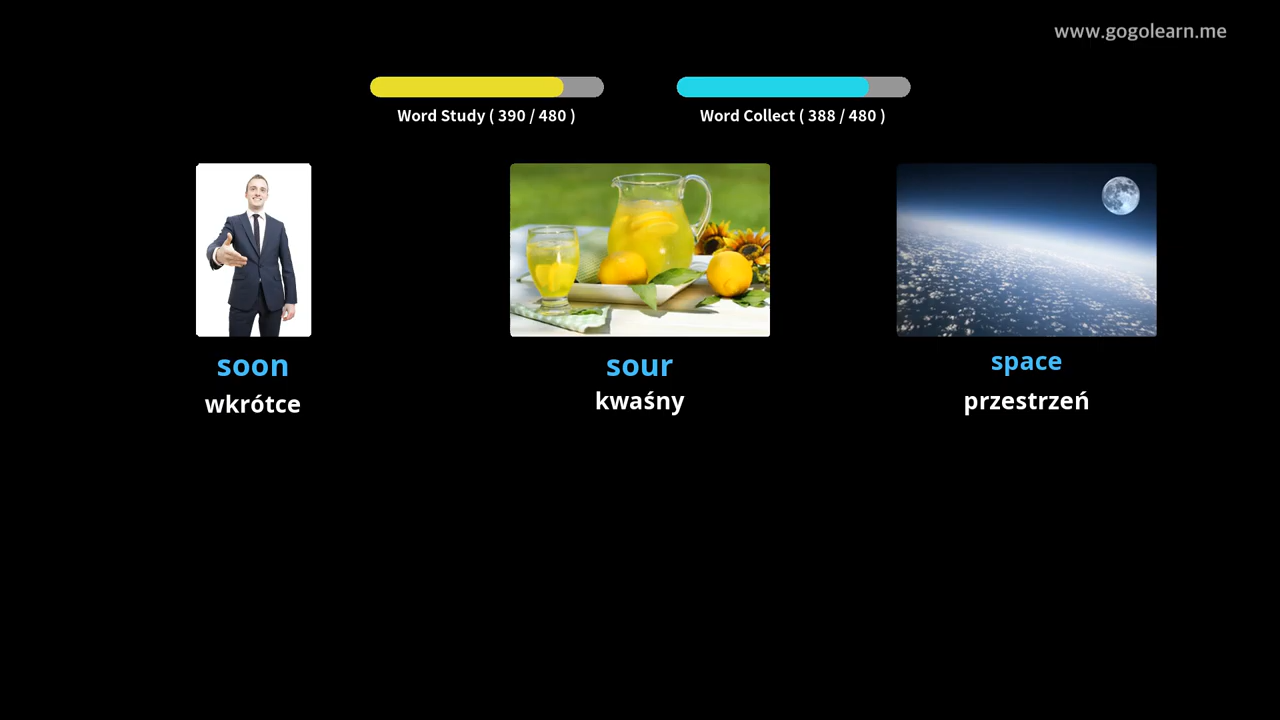 www.gogolearn.me
Word Study ( 390 / 480 )
Word Collect ( 388 / 480 )
soon
wkrótce
sour
kwaśny
space
przestrzeń